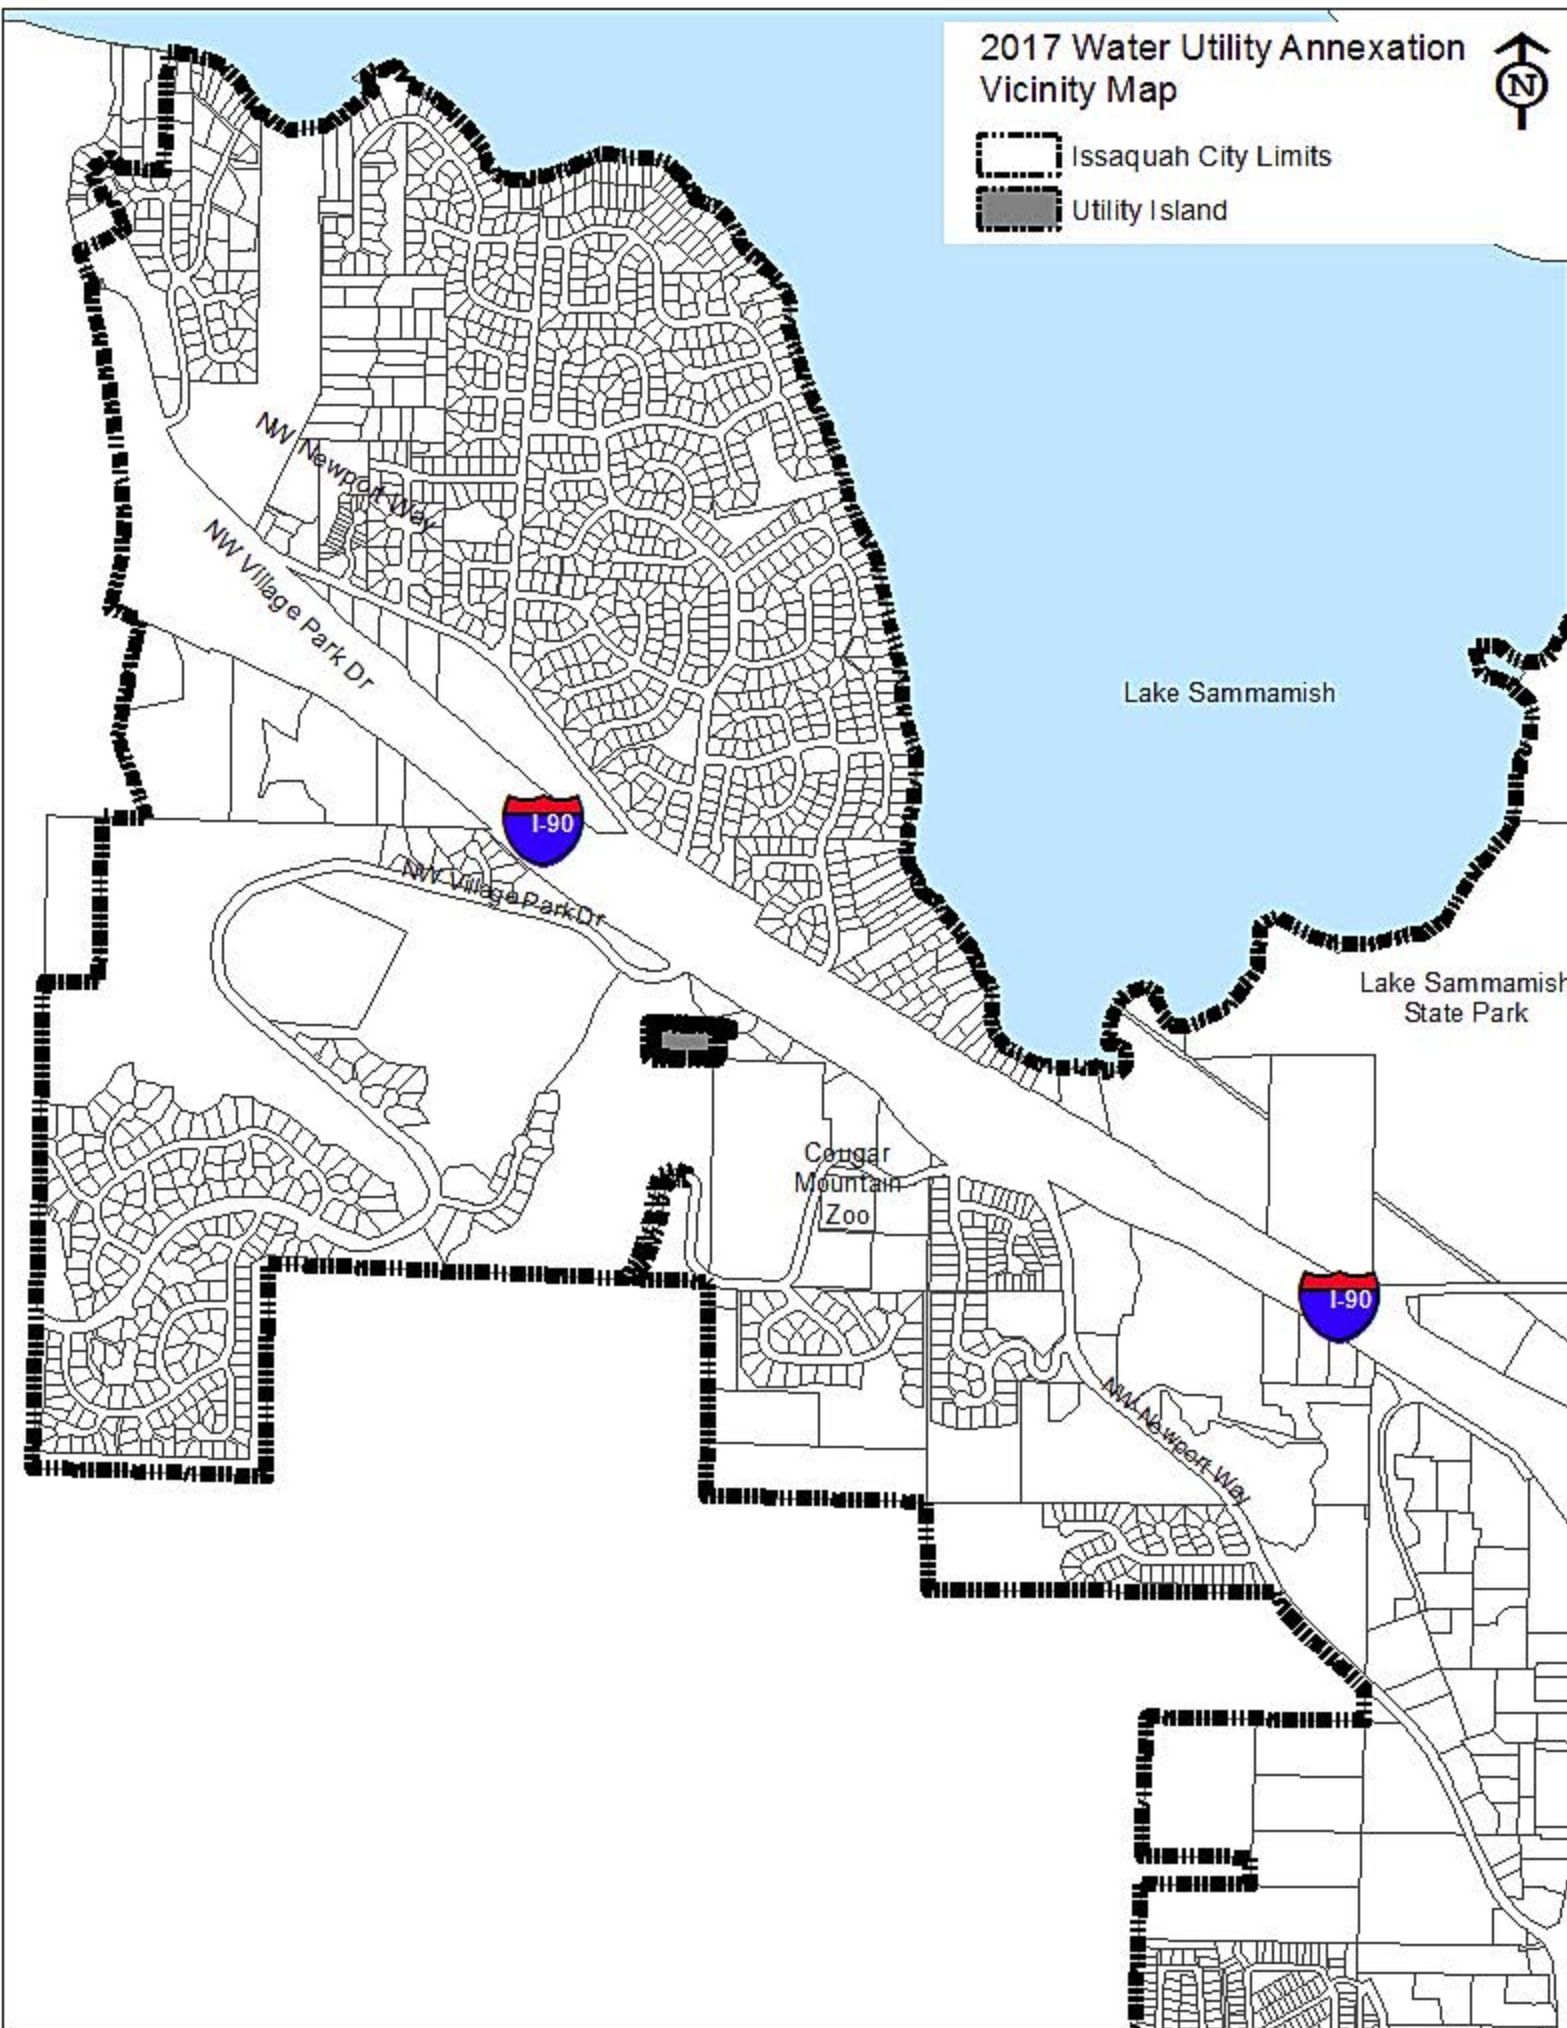 2017 Water Utility Annexation
Vicinity Map
N
Issaquah City Limits
Utility Island
NW Newport Way
NW Village Park Dr
Lake Sammamish
I-90
NW Village Park Dr
Lake Sammamish
State Park
Cougar
Mountain
Zoo
I-90
NW Newport Way